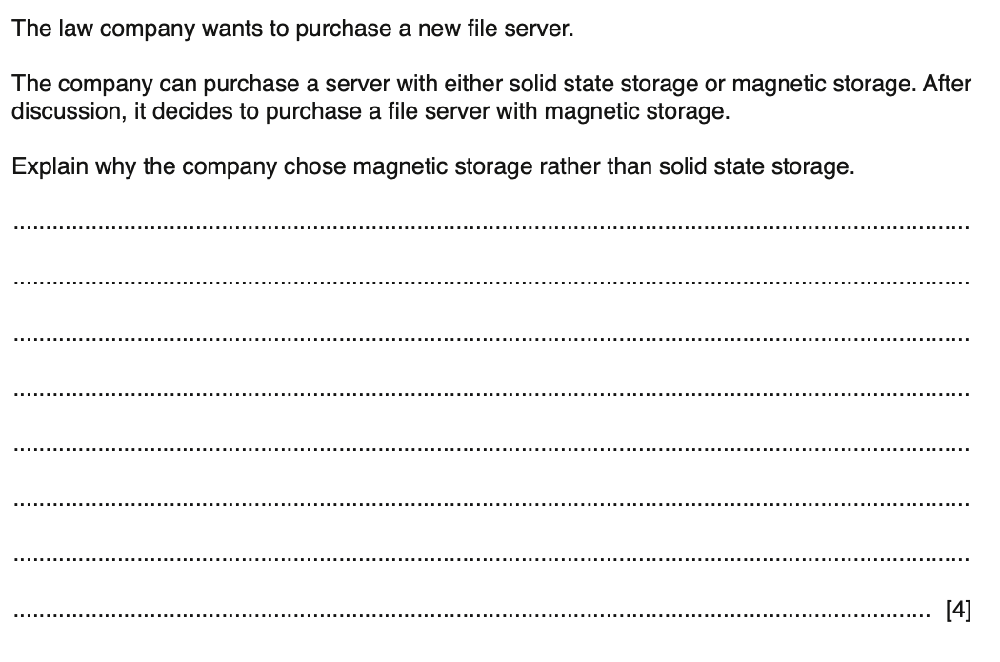 The law company wants to purchase a new file server.
The company can purchase a server with either solid state storage or magnetic storage. After
discussion, it decides to purchase a file server with magnetic storage.
Explain why the company chose magnetic storage rather than solid state storage.
[4]